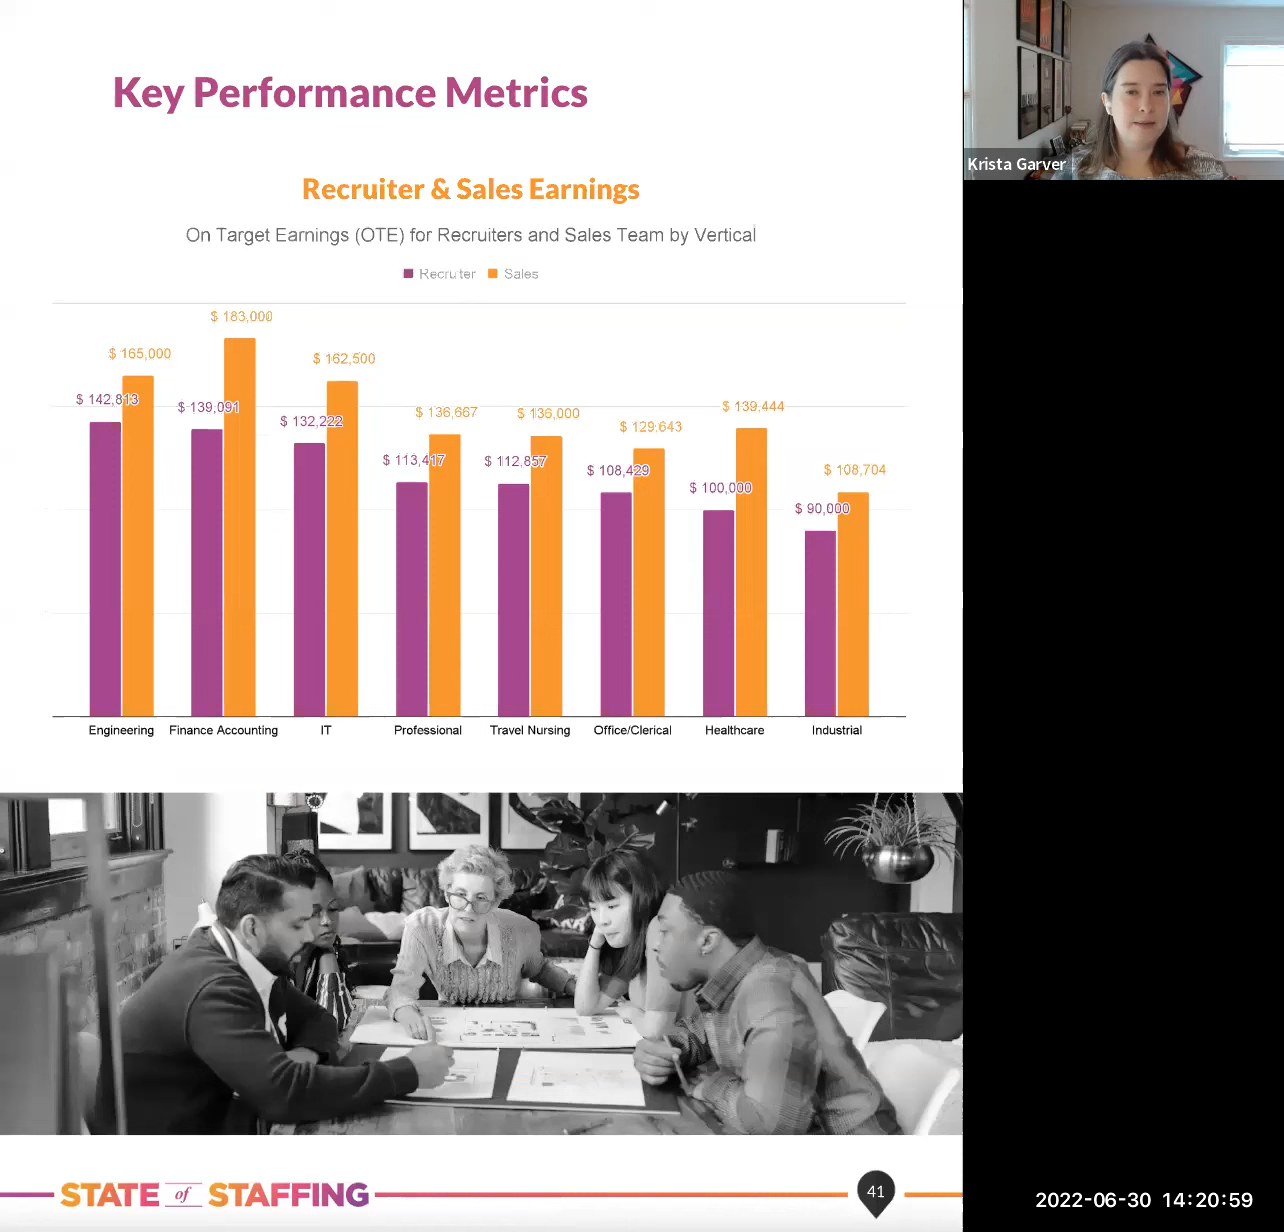 Key Performance Metrics
Krista Garver
Recruiter & Sales Earnings
On Target Earnings (OTE) for Recruiters and Sales Team by Vertical
Recruiter Sales
$ 183,000
$ 165,000
$ 162,500
$ 142,813
$ 139,091
$ 132,222
$ 136,667
$ 136,000
$ 129,643
$ 139,444
$ 113,417
$ 112,857
$ 108,429
$ 100,000
$ 108,704
$ 90,000
Engineering Finance Accounting IT Professional Travel Nursing Office/Clerical Healthcare Industrial
STATE of STAFFING
41
2022-06-30 14:20:59